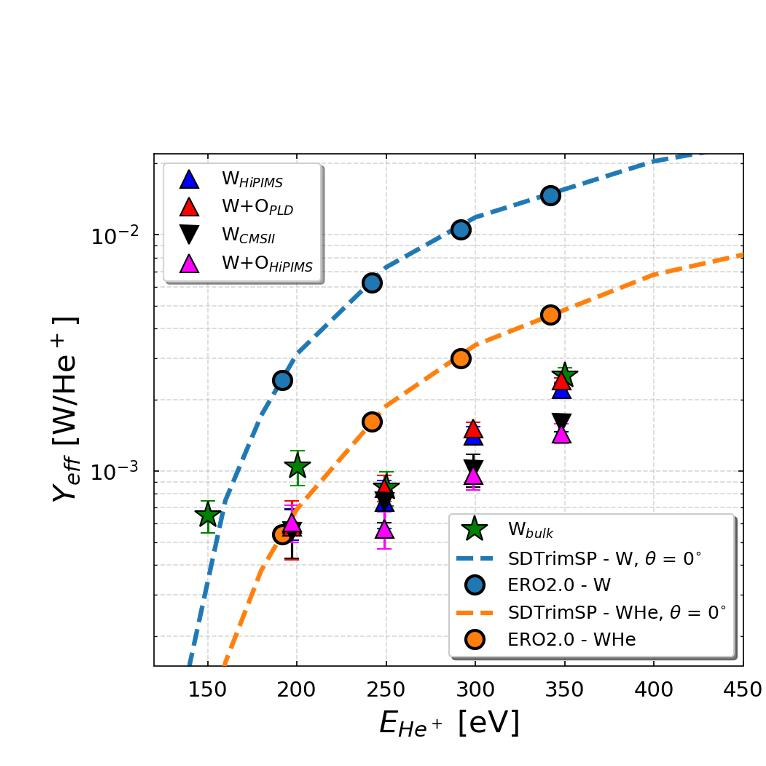 W_HiPIMS
W+O_PLD
W_CMSII
W+O_HiPIMS
10^−2
10^−3
Y_eff [W/He^+]
W_bulk
SDTrimSP - W, θ = 0°
ERO2.0 - W
SDTrimSP - WHe, θ = 0°
ERO2.0 - WHe
150 200 250 300 350 400 450
E_He^+ [eV]